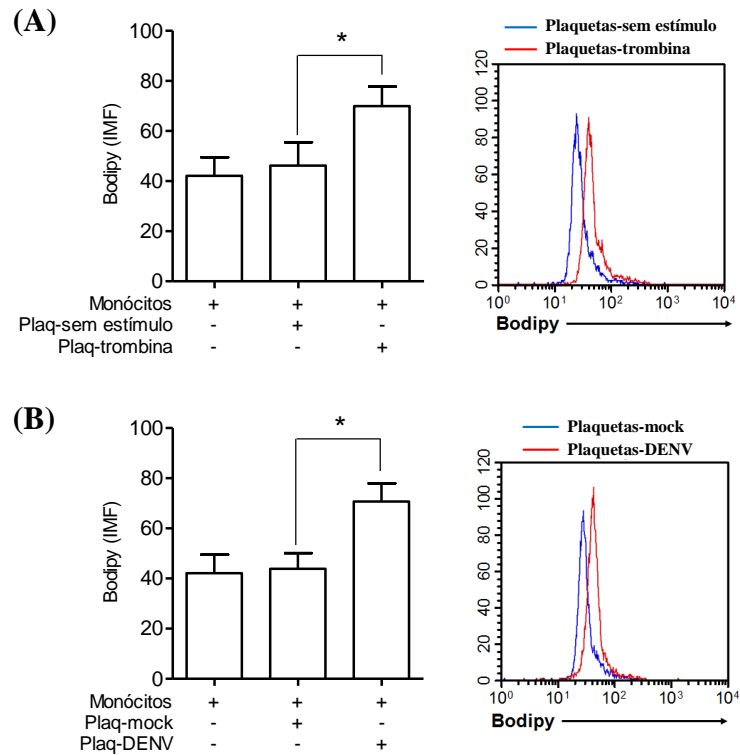 (A)
*
Bodipy (IMF)
100
80
60
40
20
0
Monócitos + + +
Plaq-sem estímulo - + -
Plaq-trombina - - +
Plaquetas-sem estímulo
Plaquetas-trombina
120
100
80
60
40
20
0
10⁰ 10¹ 10² 10³ 10⁴
Bodipy
(B)
*
Bodipy (IMF)
100
80
60
40
20
0
Monócitos + + +
Plaq-mock - + -
Plaq-DENV - - +
Plaquetas-mock
Plaquetas-DENV
120
100
80
60
40
20
0
10⁰ 10¹ 10² 10³ 10⁴
Bodipy